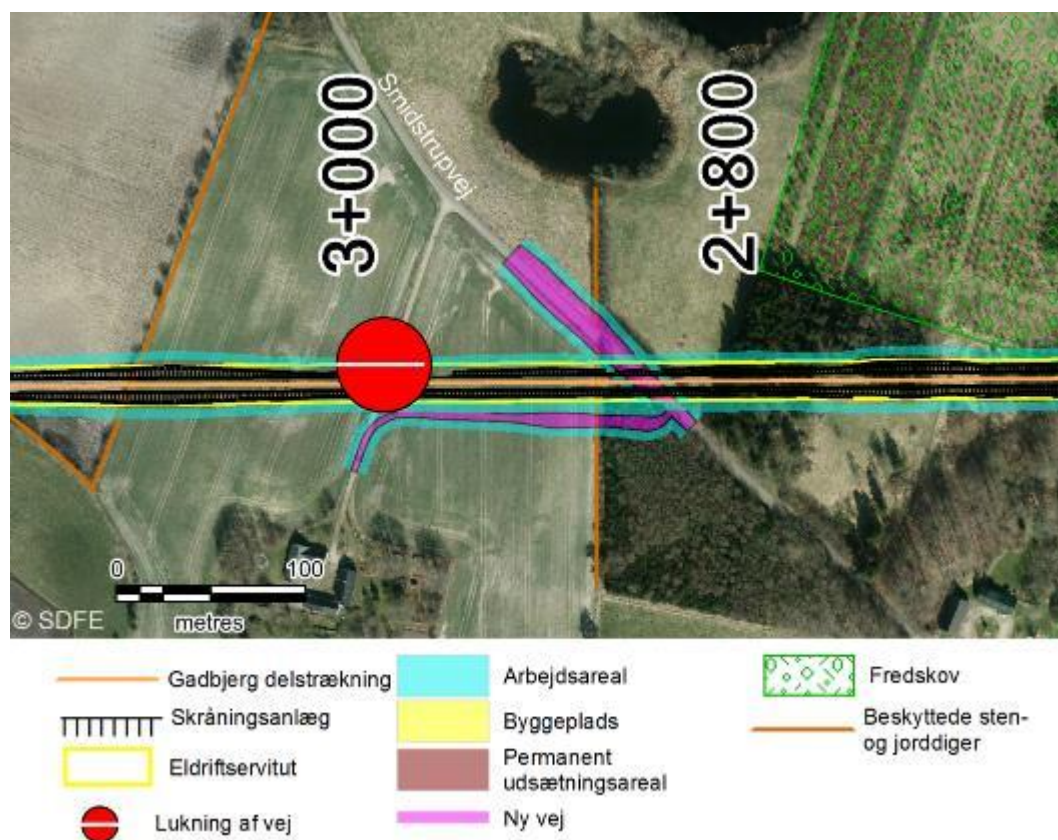 3+000
2+800
Smidstrupvej
0 100
metres
© SDFE
Gadbjerg delstrækning
Skråningsanlæg
Eldriftservitut
Lukning af vej
Arbejdsareal
Byggeplads
Permanent
udsætningsareal
Ny vej
Fredskov
Beskyttede sten-
og jorddiger